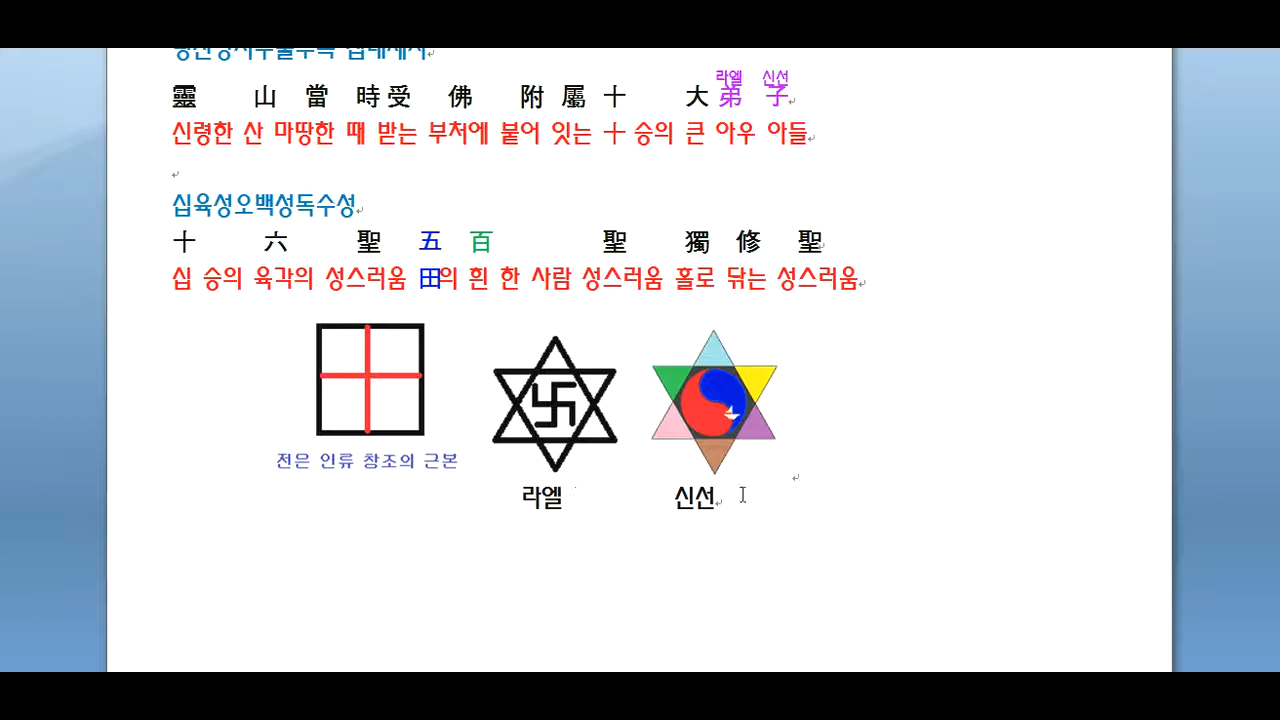 라엘 신선
靈 山 當 時 受 佛 附 屬 十 大 弟 子
신령한 산 마땅한 때 받는 부처에 붙어 잇는 十 승의 큰 아우 아들
십육성오백성독수성
十 六 聖 五 百 聖 獨 修 聖
십 승의 육각의 성스러움 田의 흰 한 사람 성스러움 홀로 닦는 성스러움
전은 인류 창조의 근본
라엘 신선